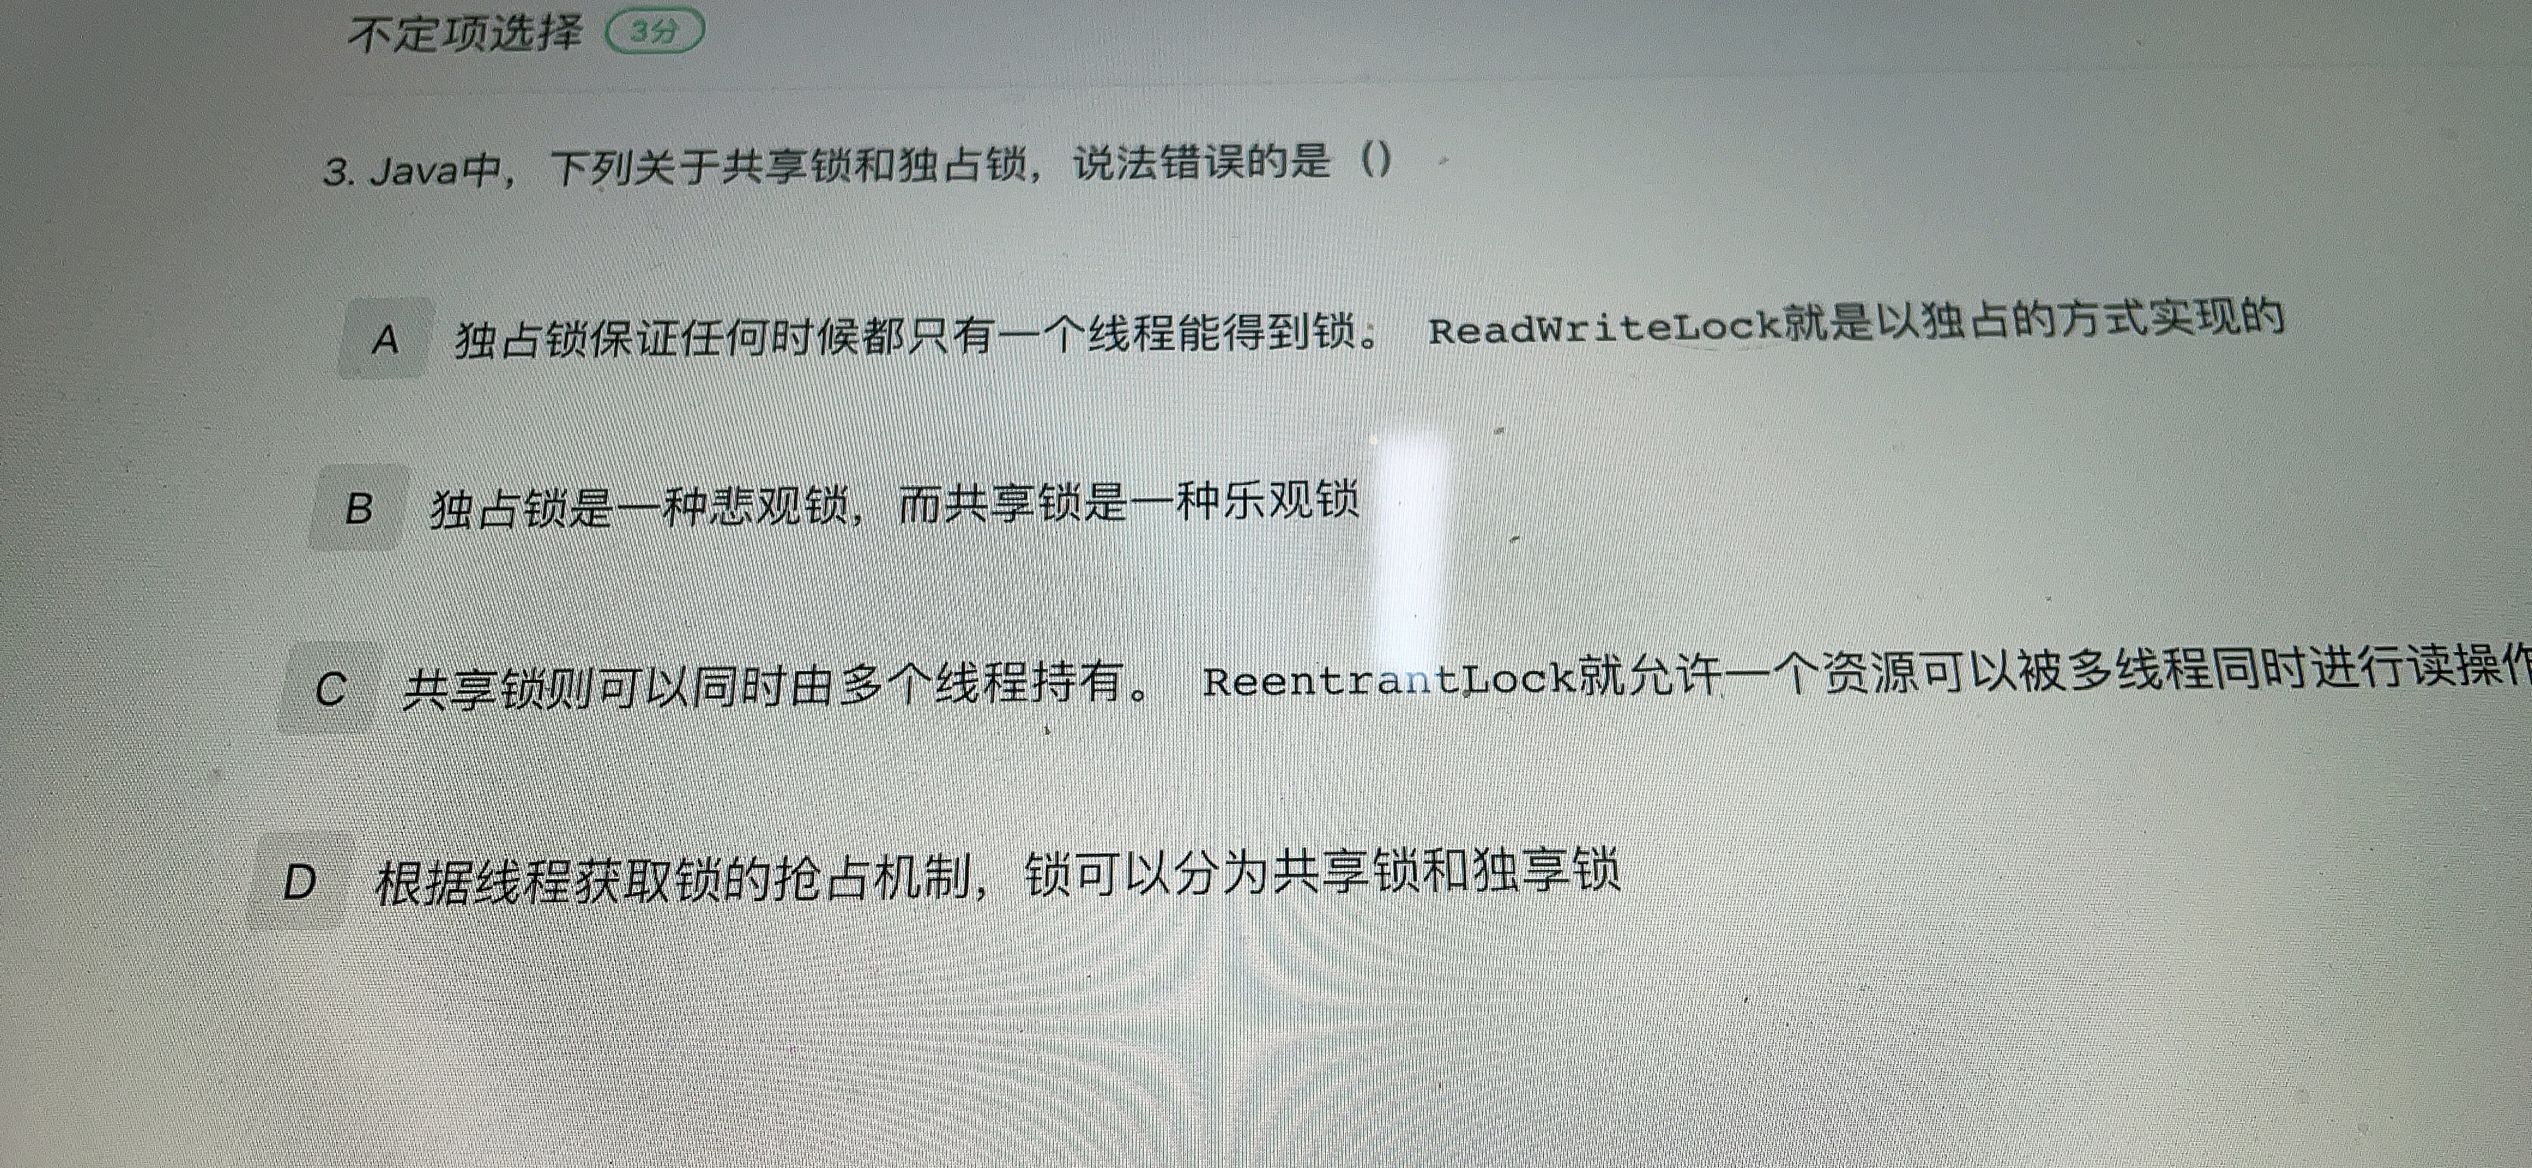 不定项选择 3分
3. Java中，下列关于共享锁和独占锁，说法错误的是（）
A 独占锁保证任何时候都只有一个线程能得到锁。 ReadWriteLock就是以独占的方式实现的
B 独占锁是一种悲观锁，而共享锁是一种乐观锁
C 共享锁则可以同时由多个线程持有。 ReentrantLock就允许一个资源可以被多线程同时进行读操作
D 根据线程获取锁的抢占机制，锁可以分为共享锁和独享锁